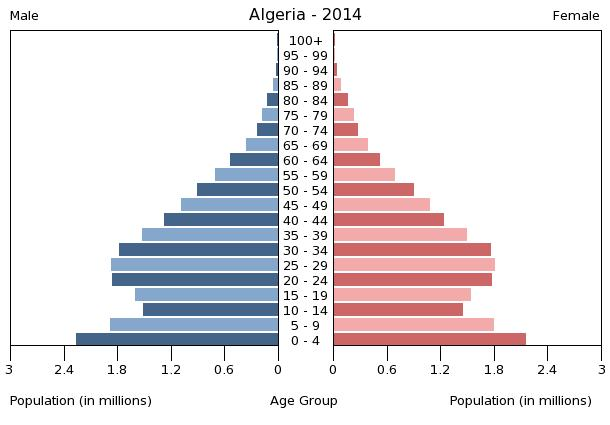 Male Algeria - 2014 Female
100+
95 - 99
90 - 94
85 - 89
80 - 84
75 - 79
70 - 74
65 - 69
60 - 64
55 - 59
50 - 54
45 - 49
40 - 44
35 - 39
30 - 34
25 - 29
20 - 24
15 - 19
10 - 14
5 - 9
0 - 4
3 2.4 1.8 1.2 0.6 0 0 0.6 1.2 1.8 2.4 3
Population (in millions) Age Group Population (in millions)